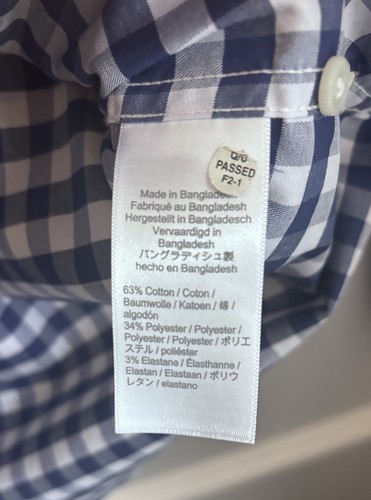 Q/C
PASSED
F2-1
Made in Bangladesh
Fabriqué au Bangladesh
Hergestellt in Bangladesch
Vervaardigd in
Bangladesh
バングラディシュ製
hecho en Bangladesh
63% Cotton / Coton /
Baumwolle / Katoen / 綿 /
algodón
34% Polyester / Polyester /
Polyester / Polyester / ポリエ
ステル / poliéster
3% Elastane / Élasthanne /
Elastan / Elastaan / ポリウ
レタン / elastano